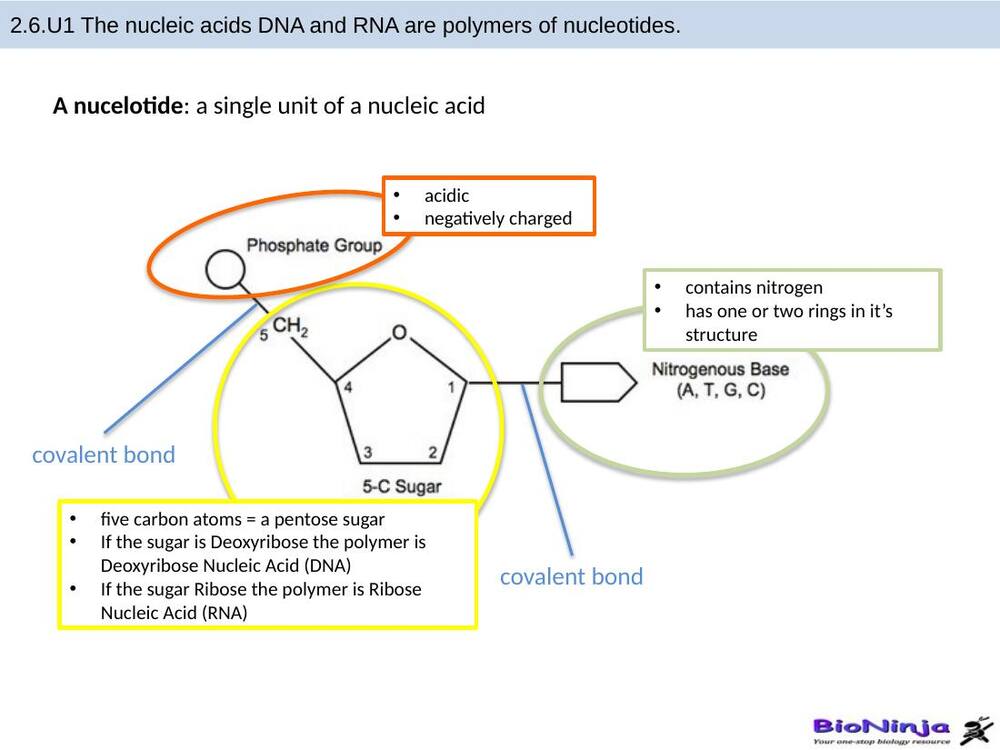 2.6.U1 The nucleic acids DNA and RNA are polymers of nucleotides.
A nucelotide: a single unit of a nucleic acid
• acidic
• negatively charged
Phosphate Group
• contains nitrogen
• has one or two rings in it’s
structure
5 CH2
O
Nitrogenous Base
(A, T, G, C)
4 1
3 2
covalent bond
5-C Sugar
• five carbon atoms = a pentose sugar
• If the sugar is Deoxyribose the polymer is
Deoxyribose Nucleic Acid (DNA)
• If the sugar Ribose the polymer is Ribose
Nucleic Acid (RNA)
covalent bond
BioNinja
Your one-stop biology resource